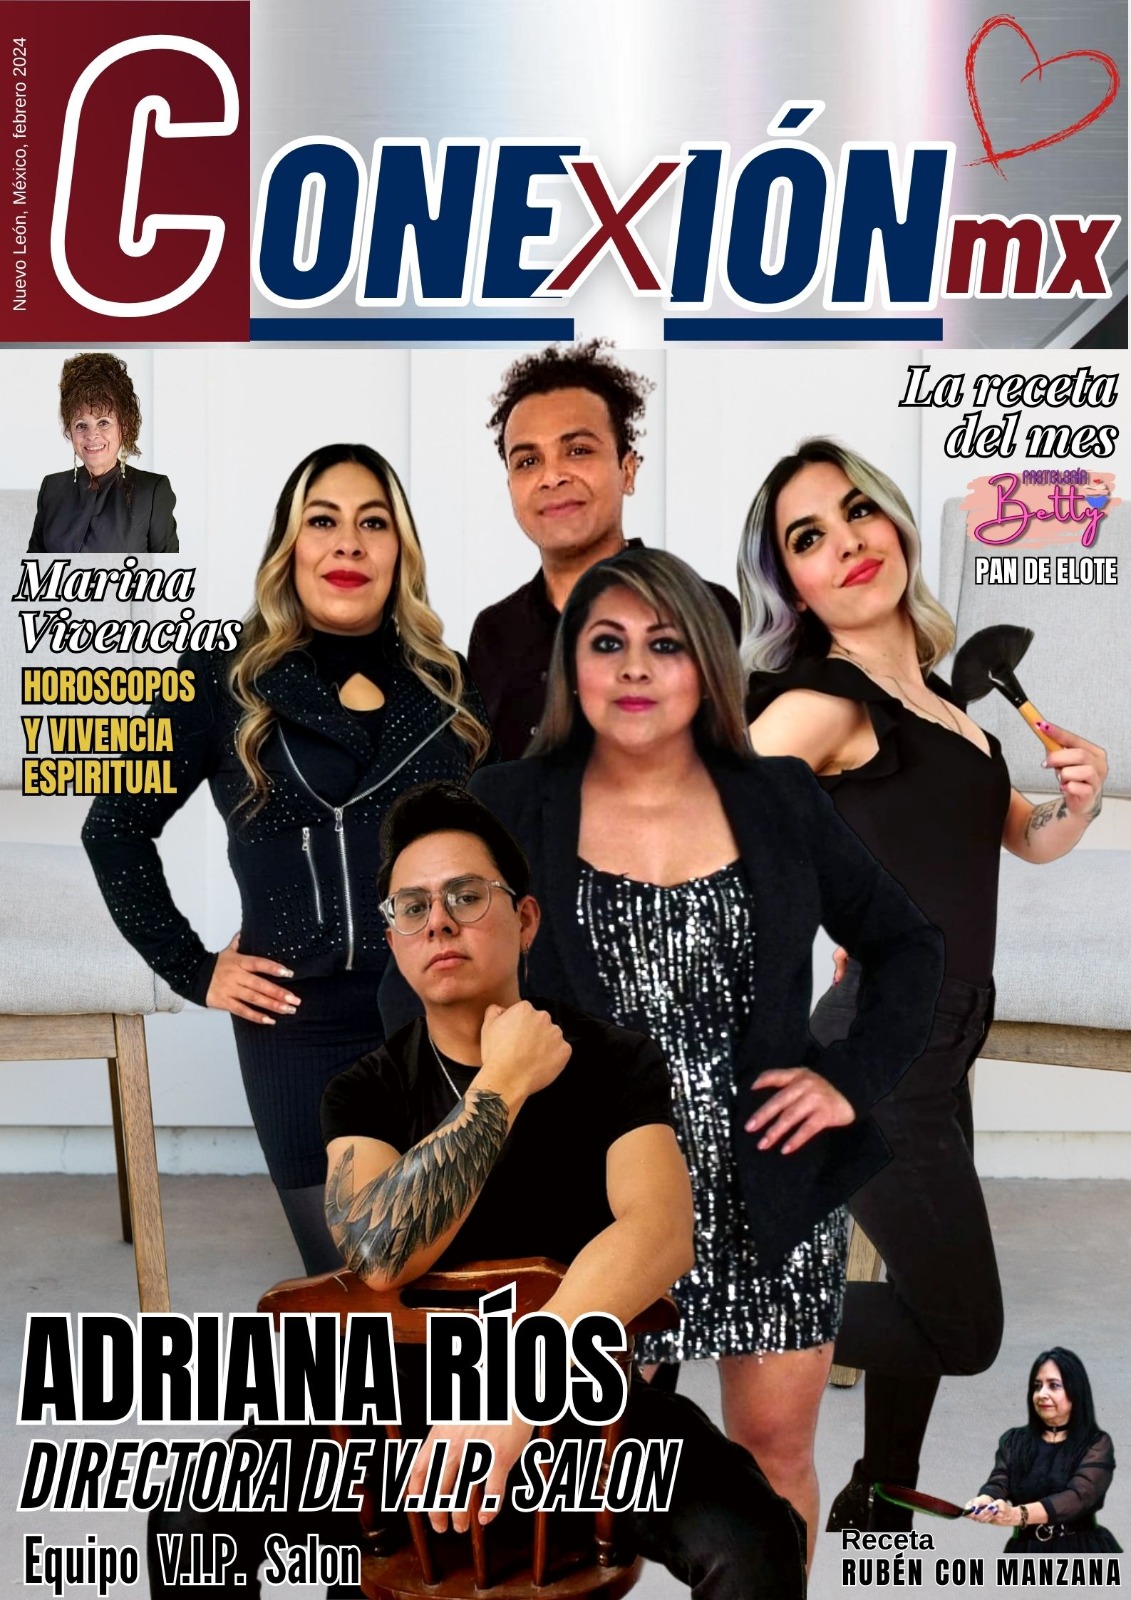 Nuevo León, México, febrero 2024
CONEXIÓN mx
La receta
del mes
PASTELERÍA
Betty
PAN DE ELOTE
Marina
Vivencias
HOROSCOPOS
Y VIVENCIA
ESPIRITUAL
ADRIANA RÍOS
DIRECTORA DE V.I.P. SALON
Equipo V.I.P. Salon
Receta
RUBÉN CON MANZANA